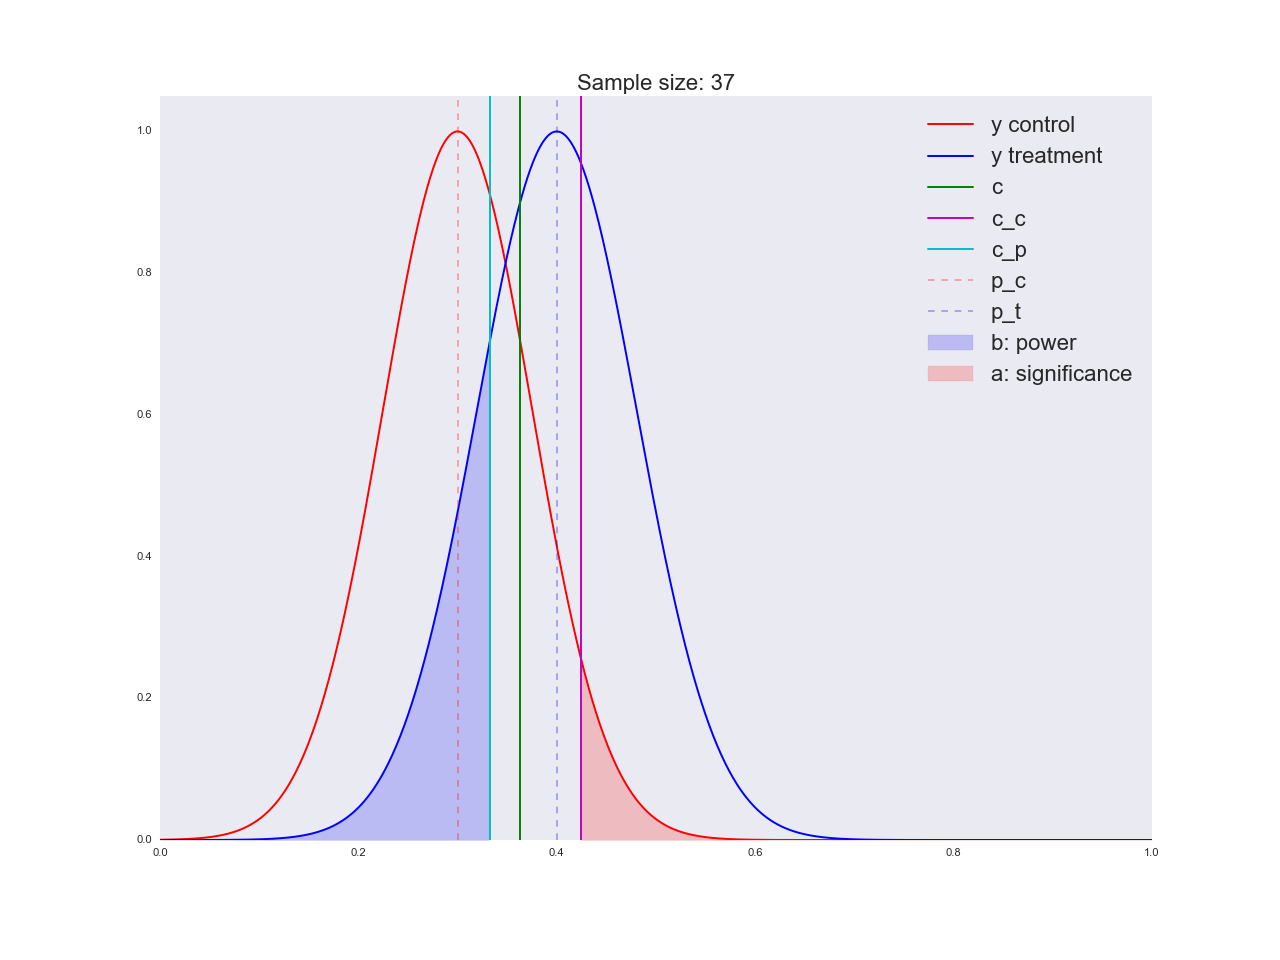 Sample size: 37
1.0
0.8
0.6
0.4
0.2
0.0
0.0 0.2 0.4 0.6 0.8 1.0
y control
y treatment
c
c_c
c_p
p_c
p_t
b: power
a: significance